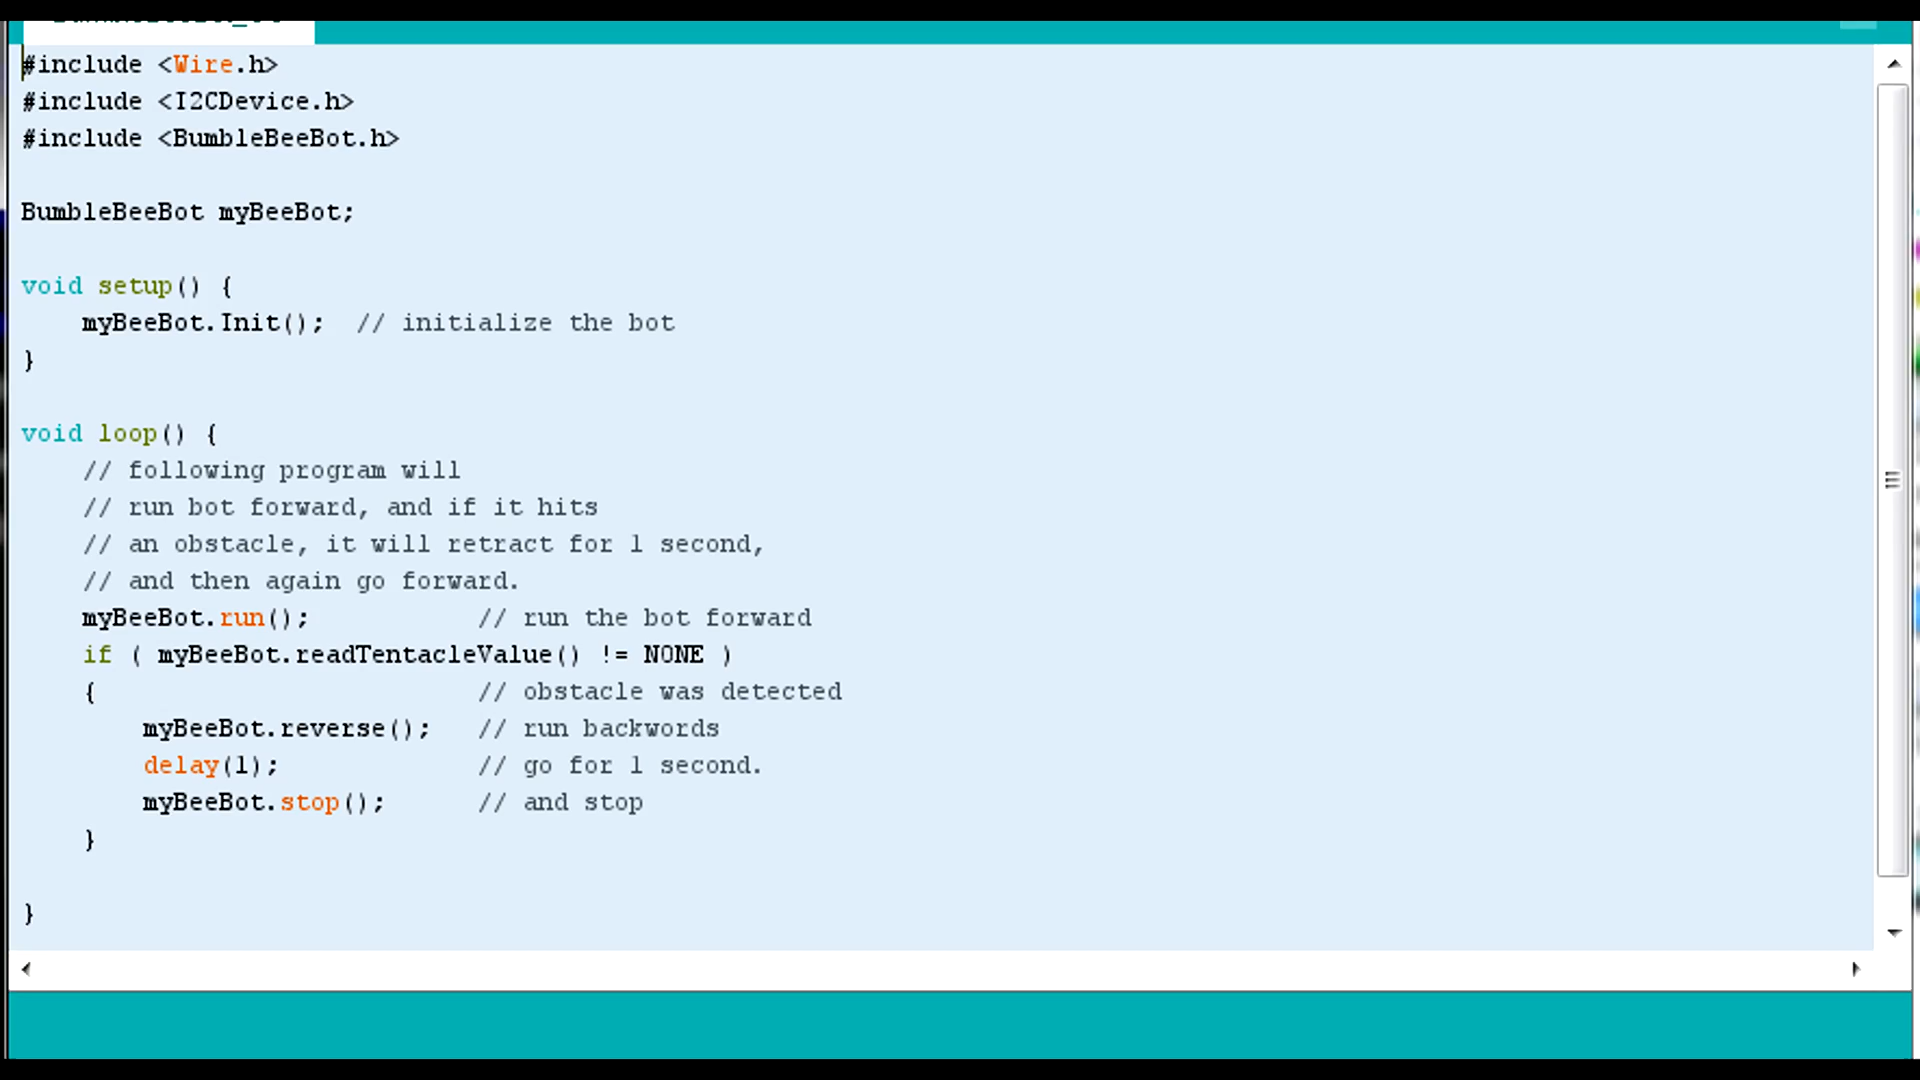 #include <Wire.h>
#include <I2CDevice.h>
#include <BumbleBeeBot.h>
BumbleBeeBot myBeeBot;
void setup() {
myBeeBot.Init(); // initialize the bot
}
void loop() {
// following program will
// run bot forward, and if it hits
// an obstacle, it will retract for 1 second,
// and then again go forward.
myBeeBot.run(); // run the bot forward
if ( myBeeBot.readTentacleValue() != NONE )
{ // obstacle was detected
myBeeBot.reverse(); // run backwords
delay(1); // go for 1 second.
myBeeBot.stop(); // and stop
}
}